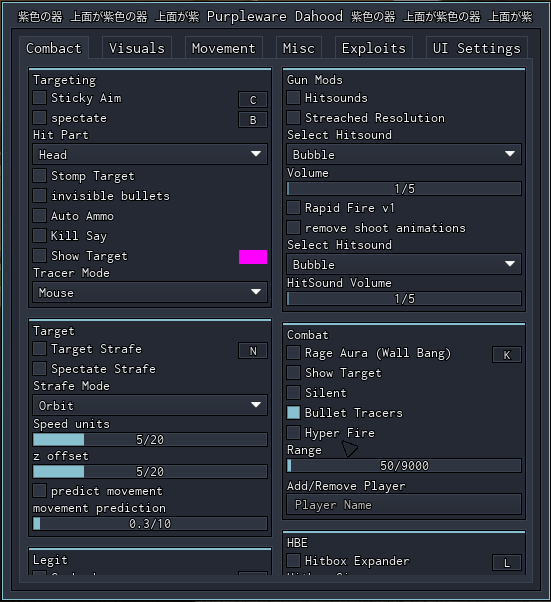 紫色の器 上面が紫色の器 上面が紫 Purpleware Dahood 紫色の器 上面が紫色の器 上面が紫
Combact Visuals Movement Misc Exploits UI Settings
Targeting
Sticky Aim C
spectate B
Hit Part
Head
Stomp Target
invisible bullets
Auto Ammo
Kill Say
Show Target
Tracer Mode
Mouse
Target
Target Strafe N
Spectate Strafe
Strafe Mode
Orbit
Speed units
5/20
z offset
5/20
predict movement
movement prediction
0.3/10
Legit
Gun Mods
Hitsounds
Streached Resolution
Select Hitsound
Bubble
Volume
1/5
Rapid Fire v1
remove shoot animations
Select Hitsound
Bubble
HitSound Volume
1/5
Combat
Rage Aura (Wall Bang) K
Show Target
Silent
Bullet Tracers
Hyper Fire
Range
50/9000
Add/Remove Player
Player Name
HBE
Hitbox Expander L